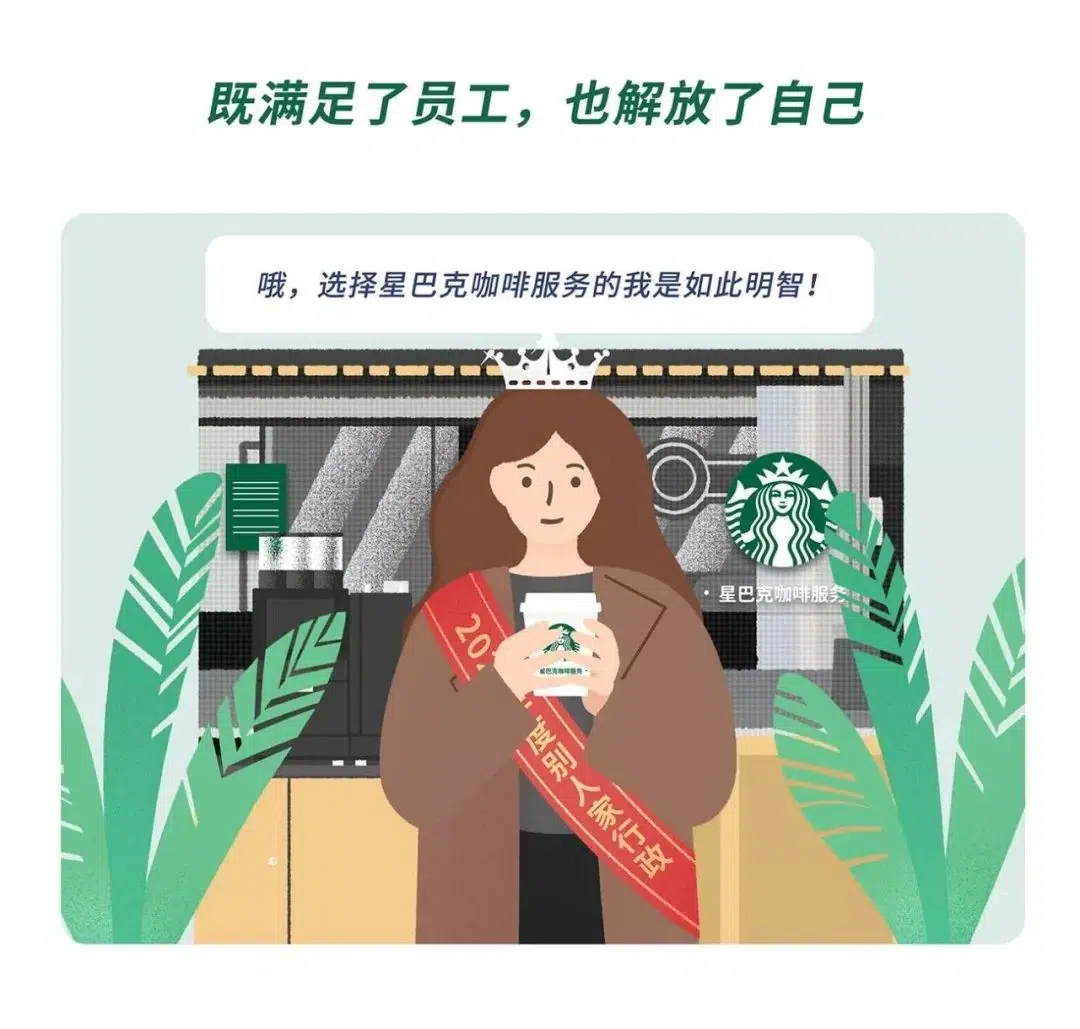 既满足了员工，也解放了自己
哦，选择星巴克咖啡服务的我是如此明智！
· 星巴克咖啡服务
星巴克咖啡服务 ·
20
度别人家行政